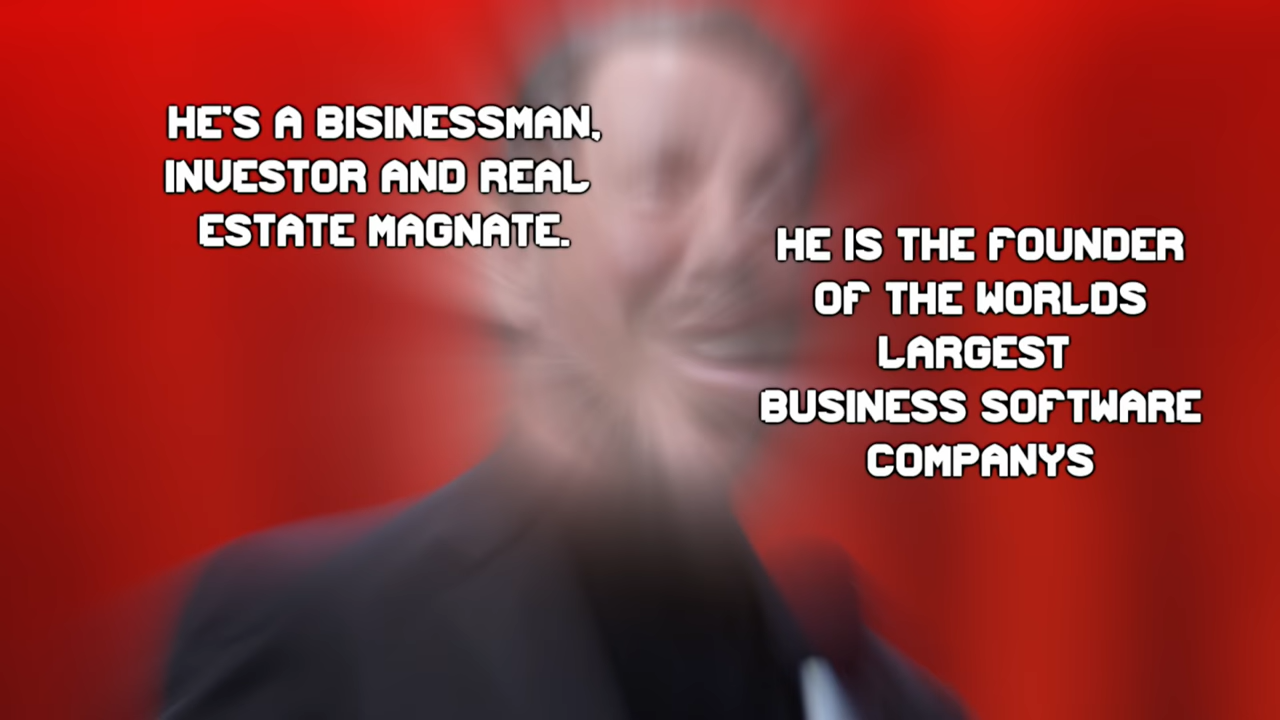 HE'S A BISINESSMAN,
INVESTOR AND REAL
ESTATE MAGNATE.
HE IS THE FOUNDER
OF THE WORLDS
LARGEST
BUSINESS SOFTWARE
COMPANYS